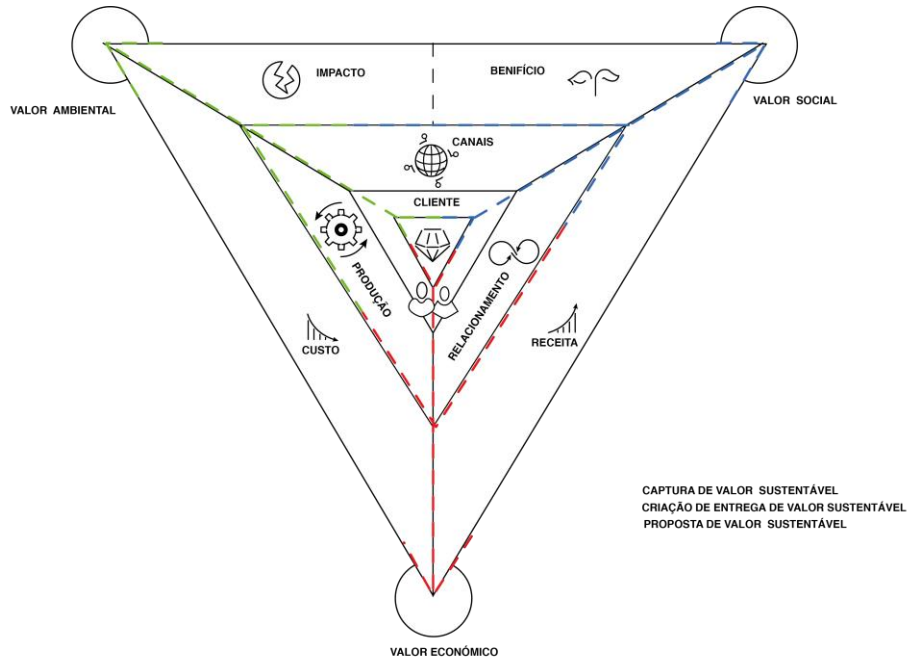 IMPACTO
BENIFÍCIO
VALOR AMBIENTAL
VALOR SOCIAL
CANAIS
CLIENTE
PRODUÇÃO
RELACIONAMENTO
CUSTO
RECEITA
CAPTURA DE VALOR SUSTENTÁVEL
CRIAÇÃO DE ENTREGA DE VALOR SUSTENTÁVEL
PROPOSTA DE VALOR SUSTENTÁVEL
VALOR ECONÓMICO